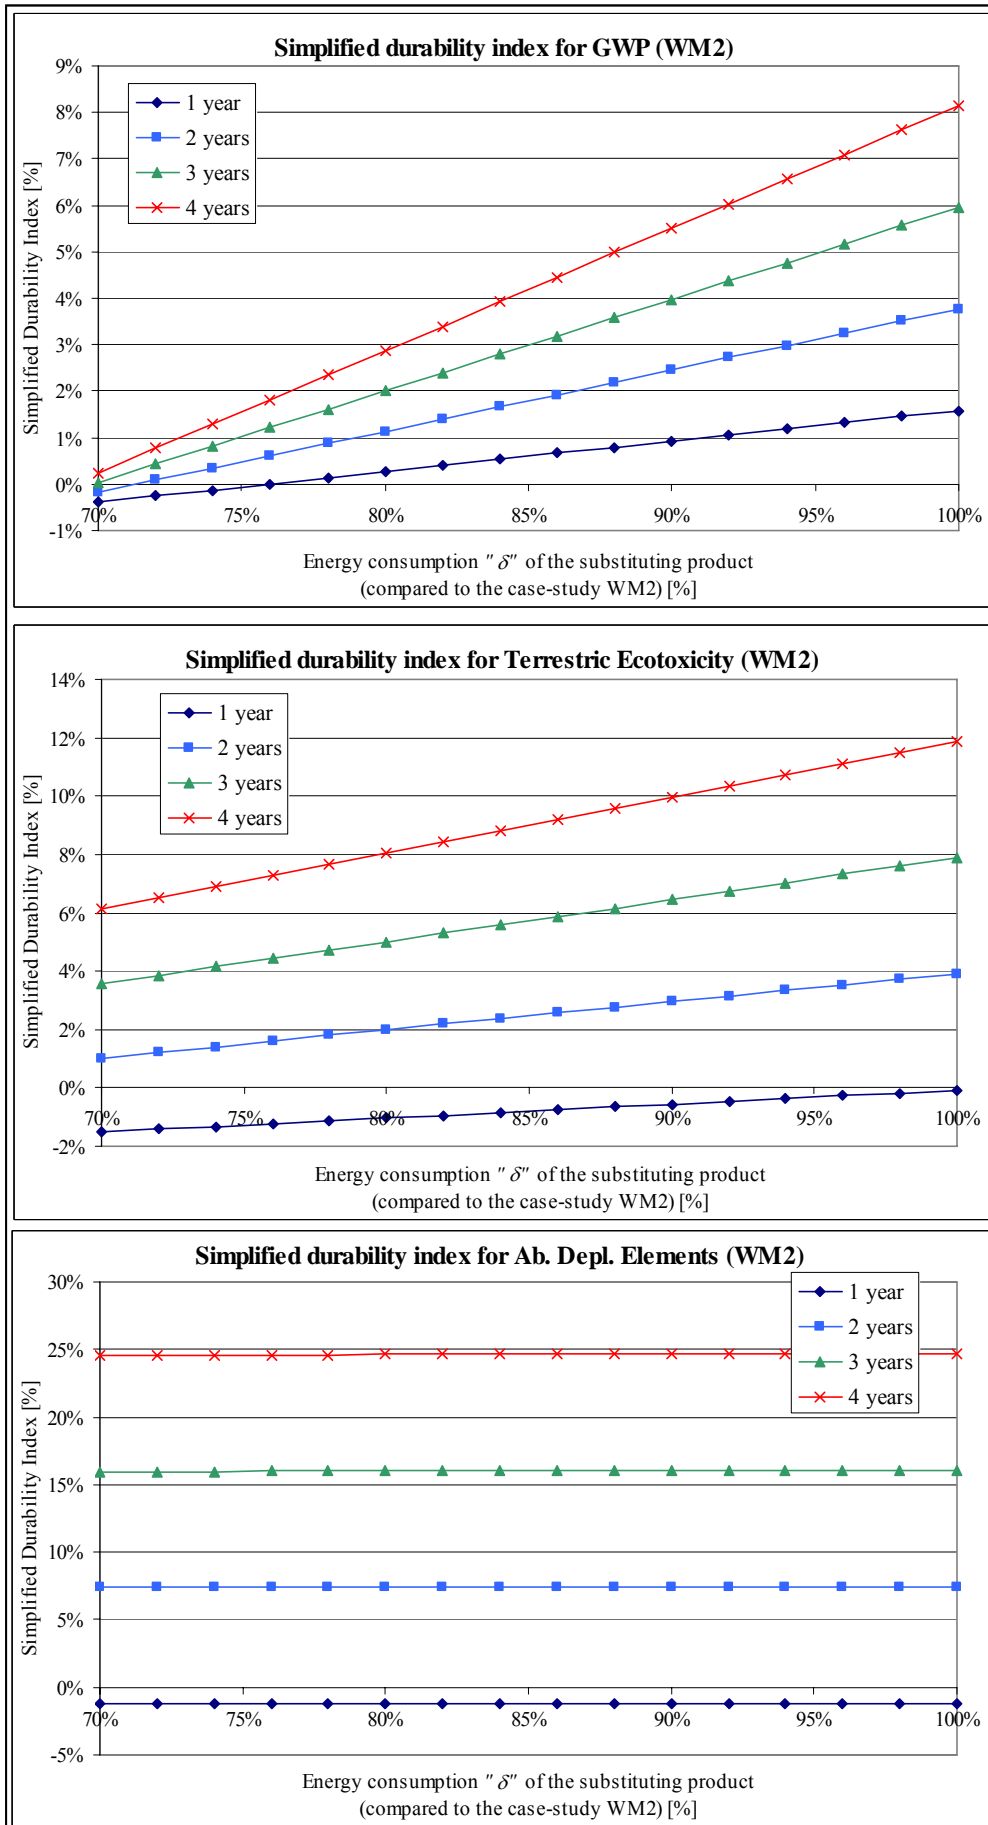 Simplified durability index for GWP (WM2)
9%
8%
7%
6%
5%
4%
3%
2%
1%
0%
-1%
1 year
2 years
3 years
4 years
Simplified Durability Index [%]
70% 75% 80% 85% 90% 95% 100%
Energy consumption "δ" of the substituting product
(compared to the case-study WM2) [%]
Simplified durability index for Terrestric Ecotoxicity (WM2)
14%
12%
10%
8%
6%
4%
2%
0%
-2%
1 year
2 years
3 years
4 years
Simplified Durability Index [%]
70% 75% 80% 85% 90% 95% 100%
Energy consumption "δ" of the substituting product
(compared to the case-study WM2) [%]
Simplified durability index for Ab. Depl. Elements (WM2)
30%
25%
20%
15%
10%
5%
0%
-5%
1 year
2 years
3 years
4 years
Simplified Durability Index [%]
70% 75% 80% 85% 90% 95% 100%
Energy consumption "δ" of the substituting product
(compared to the case-study WM2) [%]